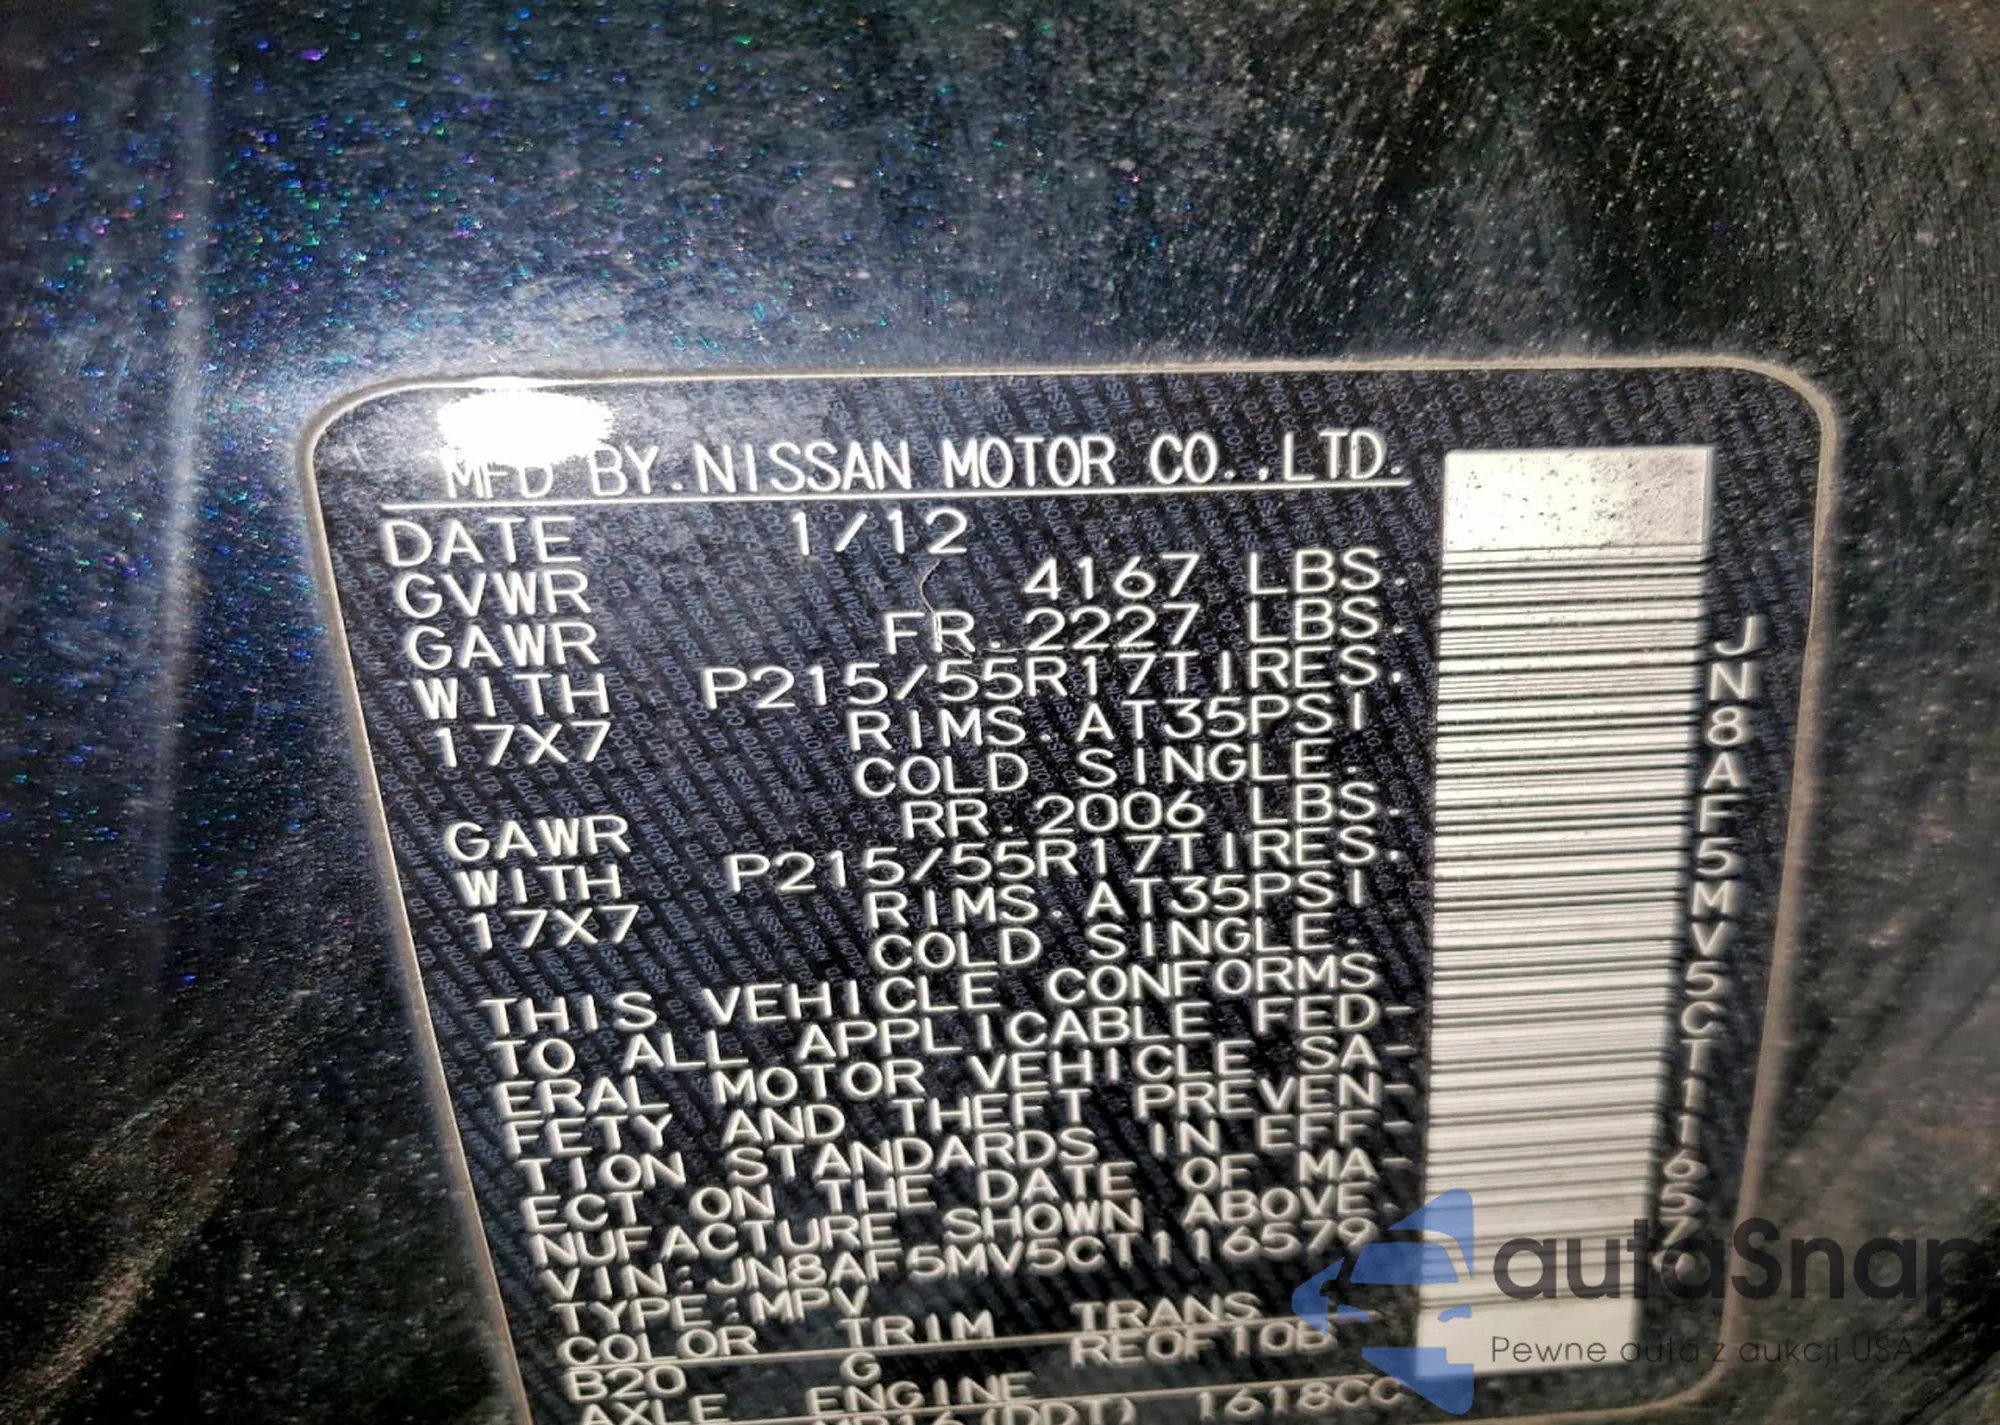 MFD BY.NISSAN MOTOR CO.,LTD.
DATE 1/12
GVWR 4167 LBS.
GAWR FR.2227 LBS.
WITH P215/55R17TIRES.
17X7 RIMS.AT35PSI
COLD SINGLE.
GAWR RR.2006 LBS.
WITH P215/55R17TIRES.
17X7 RIMS.AT35PSI
COLD SINGLE.
THIS VEHICLE CONFORMS
TO ALL APPLICABLE FED-
ERAL MOTOR VEHICLE SA-
FETY AND THEFT PREVEN-
TION STANDARDS IN EFF-
ECT ON THE DATE OF MA-
NUFACTURE SHOWN ABOVE.
VIN:JN8AF5MV5CT116579
TYPE:MPV
COLOR TRIM TRANS
B20 G RE0F10B
AXLE ENGINE
MR16(DDT) 1618CC
JN8AF5MV5CT116579
autaSnap
Pewne auta z aukcji USA